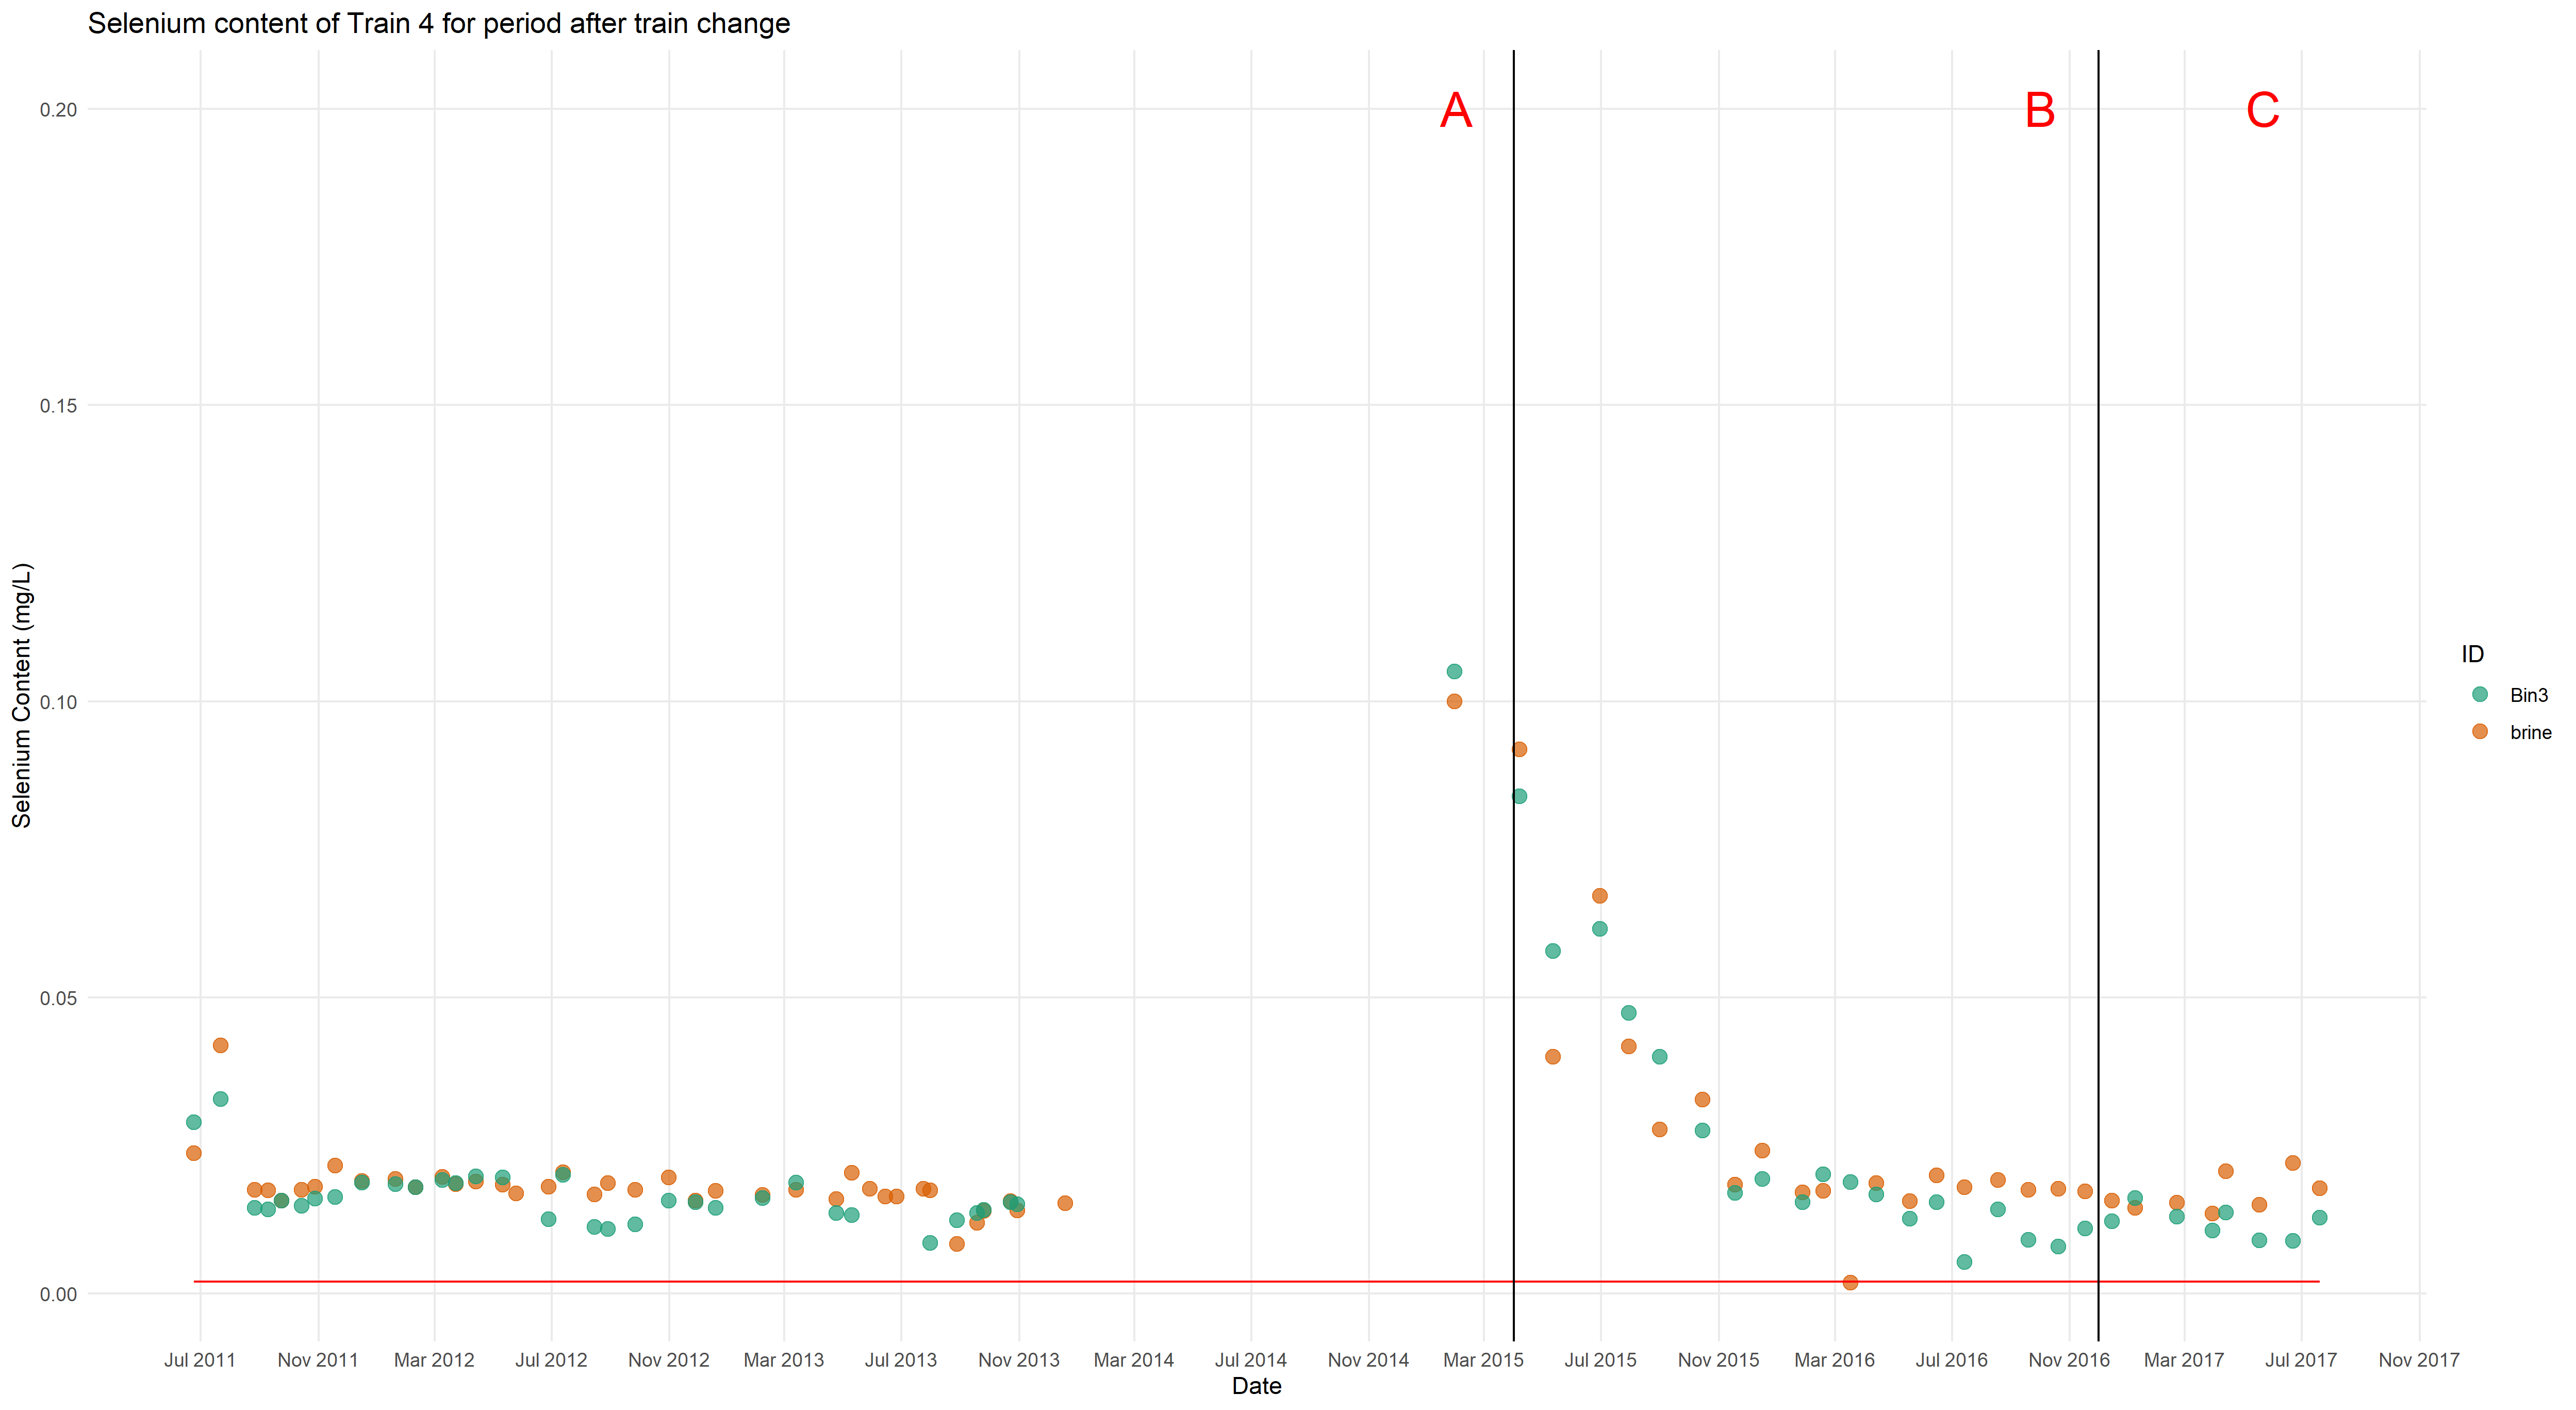 Selenium content of Train 4 for period after train change
A
B
C
0.20
0.15
0.10
0.05
0.00
Selenium Content (mg/L)
Jul 2011 Nov 2011 Mar 2012 Jul 2012 Nov 2012 Mar 2013 Jul 2013 Nov 2013 Mar 2014 Jul 2014 Nov 2014 Mar 2015 Jul 2015 Nov 2015 Mar 2016 Jul 2016 Nov 2016 Mar 2017 Jul 2017 Nov 2017
Date
ID
Bin3
brine